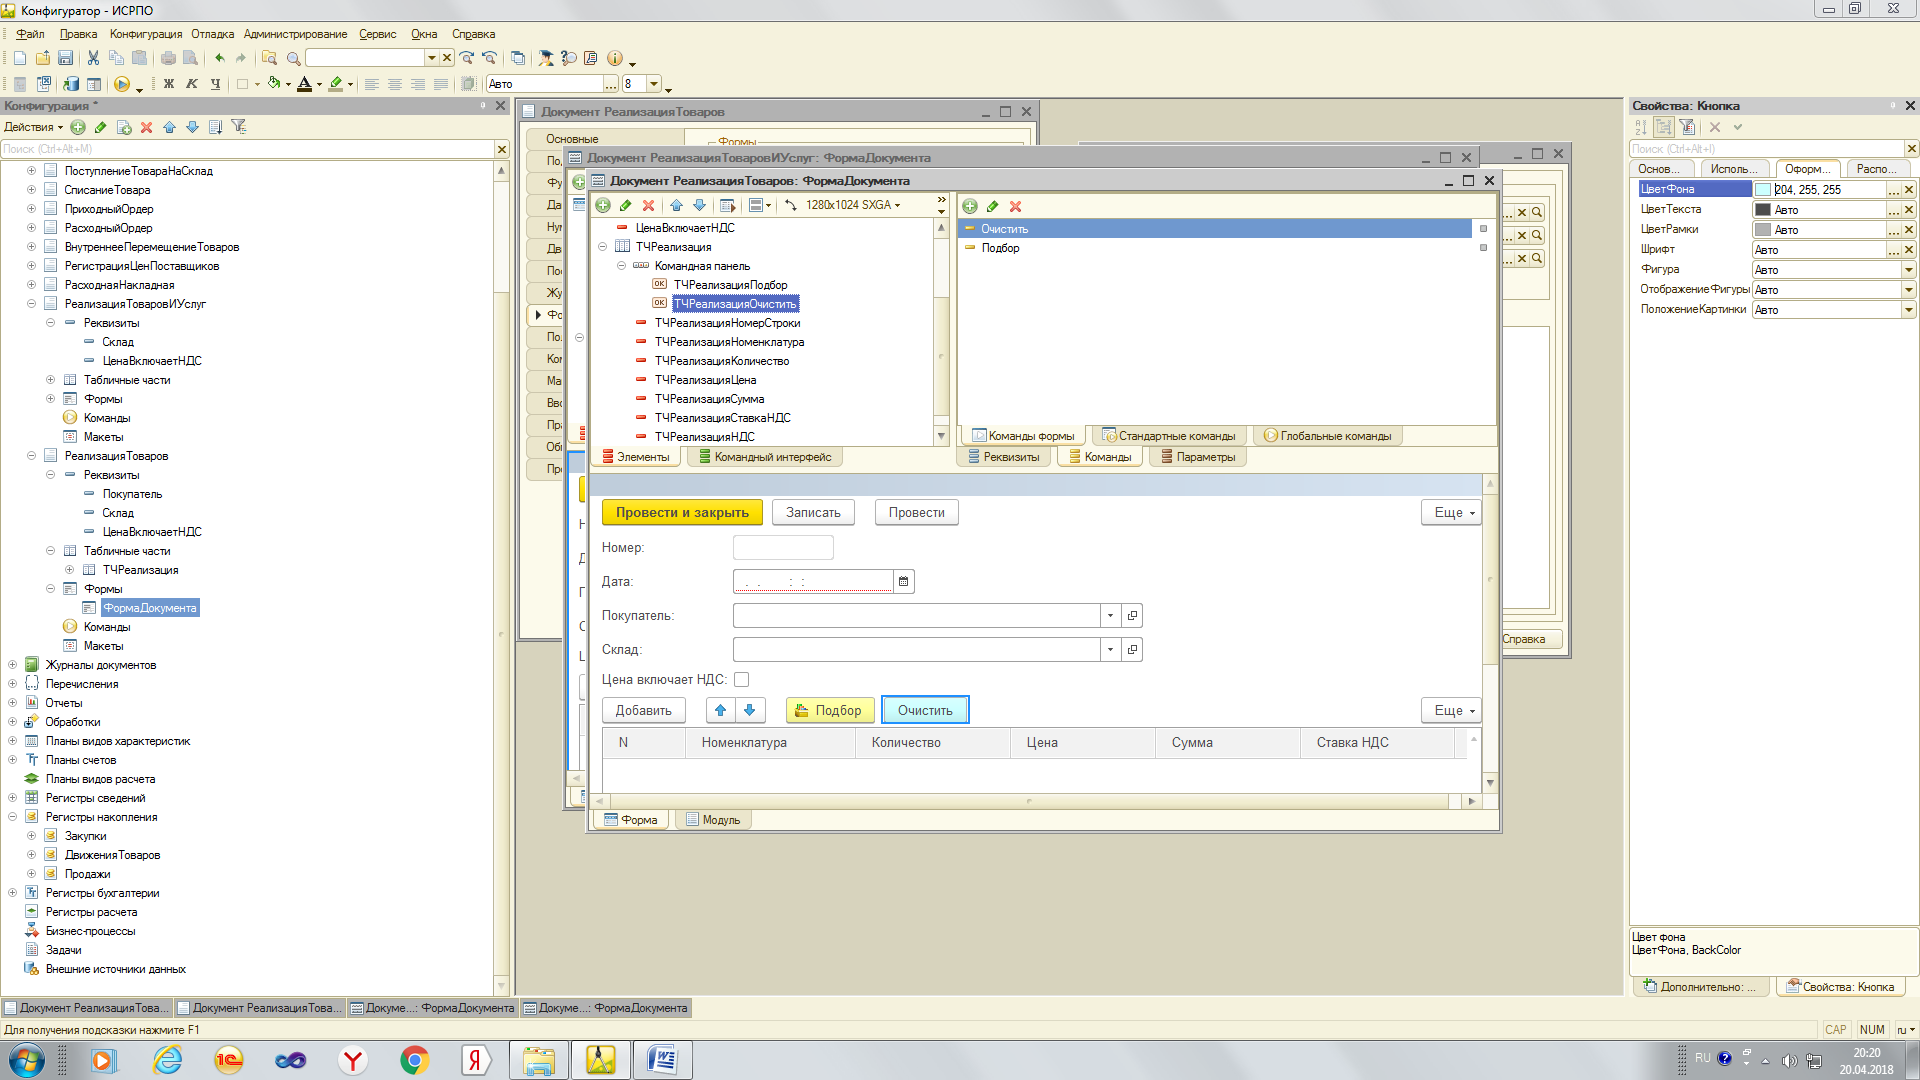 Конфигуратор - ИСРПО
Файл Правка Конфигурация Отладка Администрирование Сервис Окна Справка
Ж К Ч Авто ... 8
Конфигурация *
Действия
Поиск (Ctrl+Alt+M)
ПоступлениеТовараНаСклад
СписаниеТовара
ПриходныйОрдер
РасходныйОрдер
ВнутреннееПеремещениеТоваров
РегистрацияЦенПоставщиков
РасходнаяНакладная
РеализацияТоваровИУслуг
Реквизиты
Склад
ЦенаВключаетНДС
Табличные части
Формы
Команды
Макеты
РеализацияТоваров
Реквизиты
Покупатель
Склад
ЦенаВключаетНДС
Табличные части
ТЧРеализация
Формы
ФормаДокумента
Команды
Макеты
Журналы документов
Перечисления
Отчеты
Обработки
Планы видов характеристик
Планы счетов
Планы видов расчета
Регистры сведений
Регистры накопления
Закупки
ДвиженияТоваров
Продажи
Регистры бухгалтерии
Регистры расчета
Бизнес-процессы
Задачи
Внешние источники данных
Документ РеализацияТоваров
Основные
Формы
Документ РеализацияТоваровИУслуг: ФормаДокумента
Документ РеализацияТоваров: ФормаДокумента
1280x1024 SXGA
ЦенаВключаетНДС
ТЧРеализация
Командная панель
ТЧРеализацияПодбор
ТЧРеализацияОчистить
ТЧРеализацияНомерСтроки
ТЧРеализацияНоменклатура
ТЧРеализацияКоличество
ТЧРеализацияЦена
ТЧРеализацияСумма
ТЧРеализацияСтавкаНДС
ТЧРеализацияНДС
Элементы Командный интерфейс
Очистить
Подбор
Команды формы Стандартные команды Глобальные команды
Реквизиты Команды Параметры
Провести и закрыть Записать Провести Еще
Номер:
Дата: . . : :
Покупатель:
Склад:
Цена включает НДС:
Добавить Подбор Очистить Еще
N Номенклатура Количество Цена Сумма Ставка НДС
Форма Модуль
Справка
Свойства: Кнопка
Поиск (Ctrl+Alt+I)
Основ... Исполь... Оформ... Распо...
ЦветФона 204, 255, 255
ЦветТекста Авто
ЦветРамки Авто
Шрифт Авто
Фигура Авто
ОтображениеФигуры Авто
ПоложениеКартинки Авто
Цвет фона
ЦветФона, BackColor
Дополнительно: ... Свойства: Кнопка
Документ РеализацияТова... Документ РеализацияТова... Докуме...: ФормаДокумента Докуме...: ФормаДокумента
Для получения подсказки нажмите F1
CAP NUM ru
RU
20:20
20.04.2018